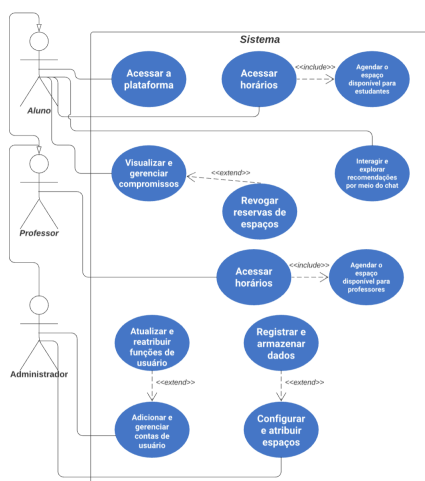 Sistema
Acessar a
plataforma
Acessar
horários
<<include>>
Agendar o
espaço
disponível para
estudantes
Aluno
Visualizar e
gerenciar
compromissos
<<extend>>
Revogar
reservas de
espaços
Interagir e
explorar
recomendações
por meio do chat
Professor
Acessar
horários
<<include>>
Agendar o
espaço
disponível para
professores
Administrador
Atualizar e
reatribuir
funções de
usuário
Registrar e
armazenar
dados
<<extend>>
<<extend>>
Adicionar e
gerenciar
contas de
usuário
Configurar
e atribuir
espaços